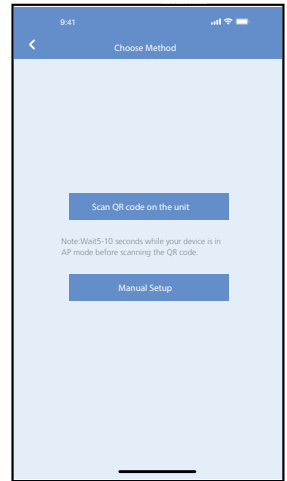 9:41
Choose Method
Scan QR code on the unit
Note:Wait5-10 seconds while your device is in
AP mode before scanning the QR code.
Manual Setup